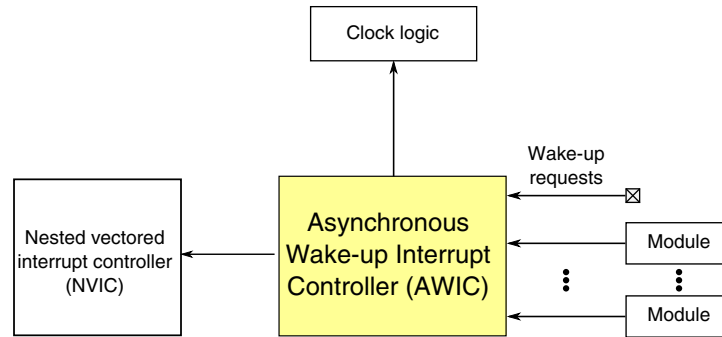 Clock logic
Wake-up
requests
Nested vectored
interrupt controller
(NVIC)
Asynchronous
Wake-up Interrupt
Controller (AWIC)
Module
Module